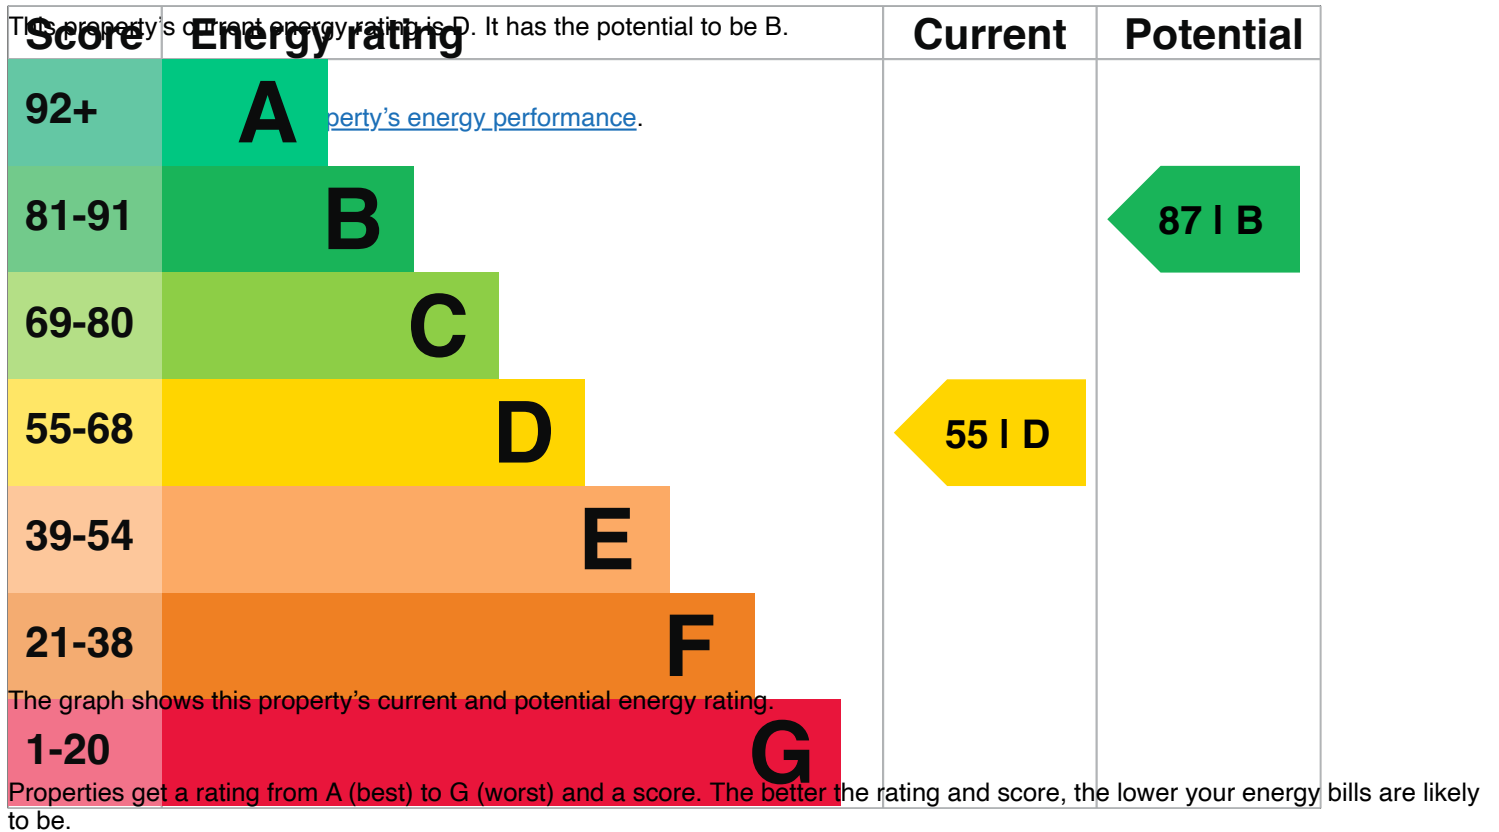 This property's current energy rating is D. It has the potential to be B.
Score Energy rating Current Potential
92+ A
perty's energy performance.
81-91 B
87 | B
69-80 C
55-68 D
55 | D
39-54 E
21-38 F
The graph shows this property's current and potential energy rating.
1-20 G
Properties get a rating from A (best) to G (worst) and a score. The better the rating and score, the lower your energy bills are likely
to be.